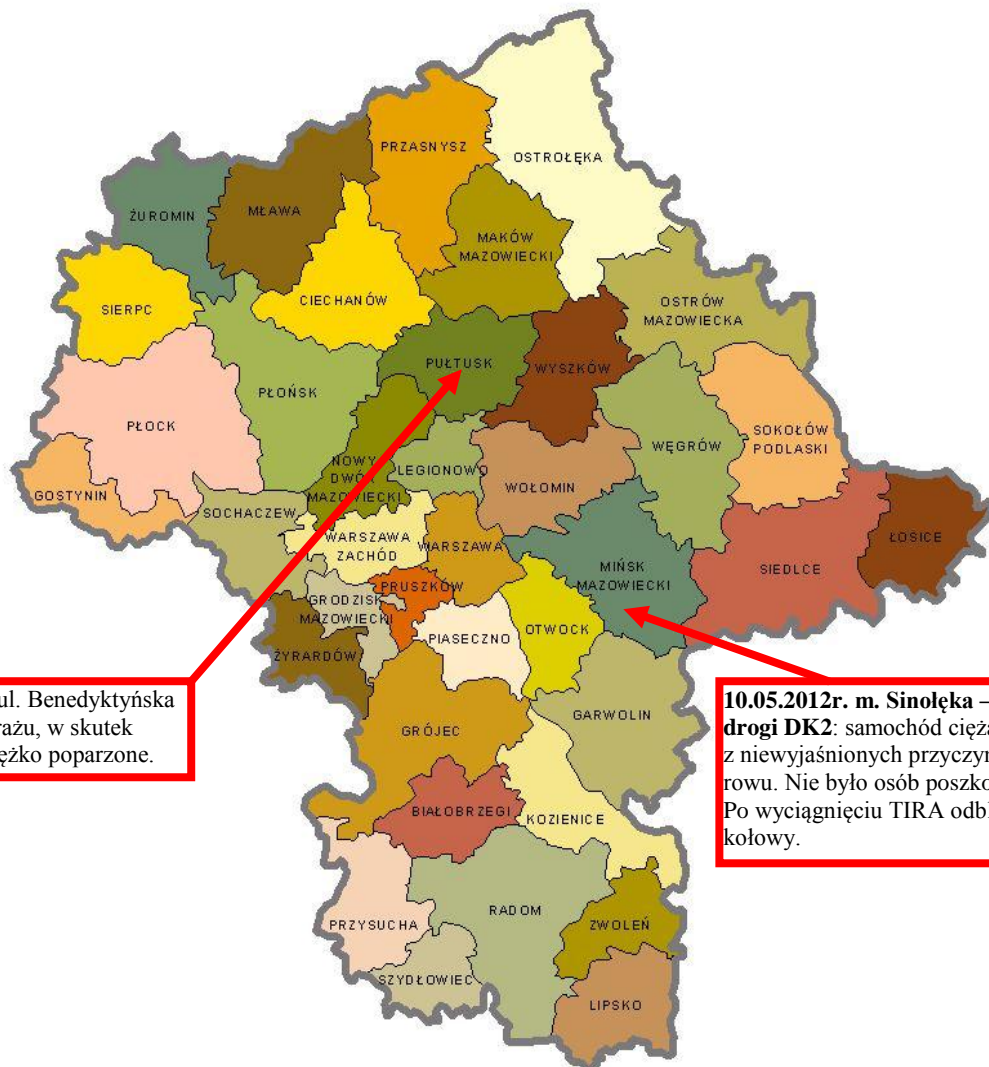 PRZASNYSZ
OSTROŁĘKA
ŻUROMIN
MŁAWA
MAKÓW
MAZOWIECKI
SIERPC
CIECHANÓW
OSTRÓW
MAZOWIECKA
PŁOŃSK
PUŁTUSK
WYSZKÓW
PŁOCK
SOKOŁÓW
PODLASKI
WĘGRÓW
GOSTYNIN
NOWY
DWÓR
MAZOWIECKI
LEGIONOWO
WOŁOMIN
SOCHACZEW
WARSZAWA
ZACHÓD
WARSZAWA
MIŃSK
MAZOWIECKI
SIEDLCE
ŁOSICE
GRODZISK
MAZOWIECKI
PRUSZKÓW
PIASECZNO
OTWOCK
ŻYRARDÓW
GARWOLIN
GRÓJEC
BIAŁOBRZEGI
KOZIENICE
PRZYSUCHA
RADOM
ZWOLEŃ
SZYDŁOWIEC
LIPSKO
ul. Benedyktyńska
rażu, w skutek
ężko poparzone.
10.05.2012r. m. Sinołęka –
drogi DK2: samochód cięża
z niewyjaśnionych przyczyn
rowu. Nie było osób poszko
Po wyciągnięciu TIRA odbl
kołowy.